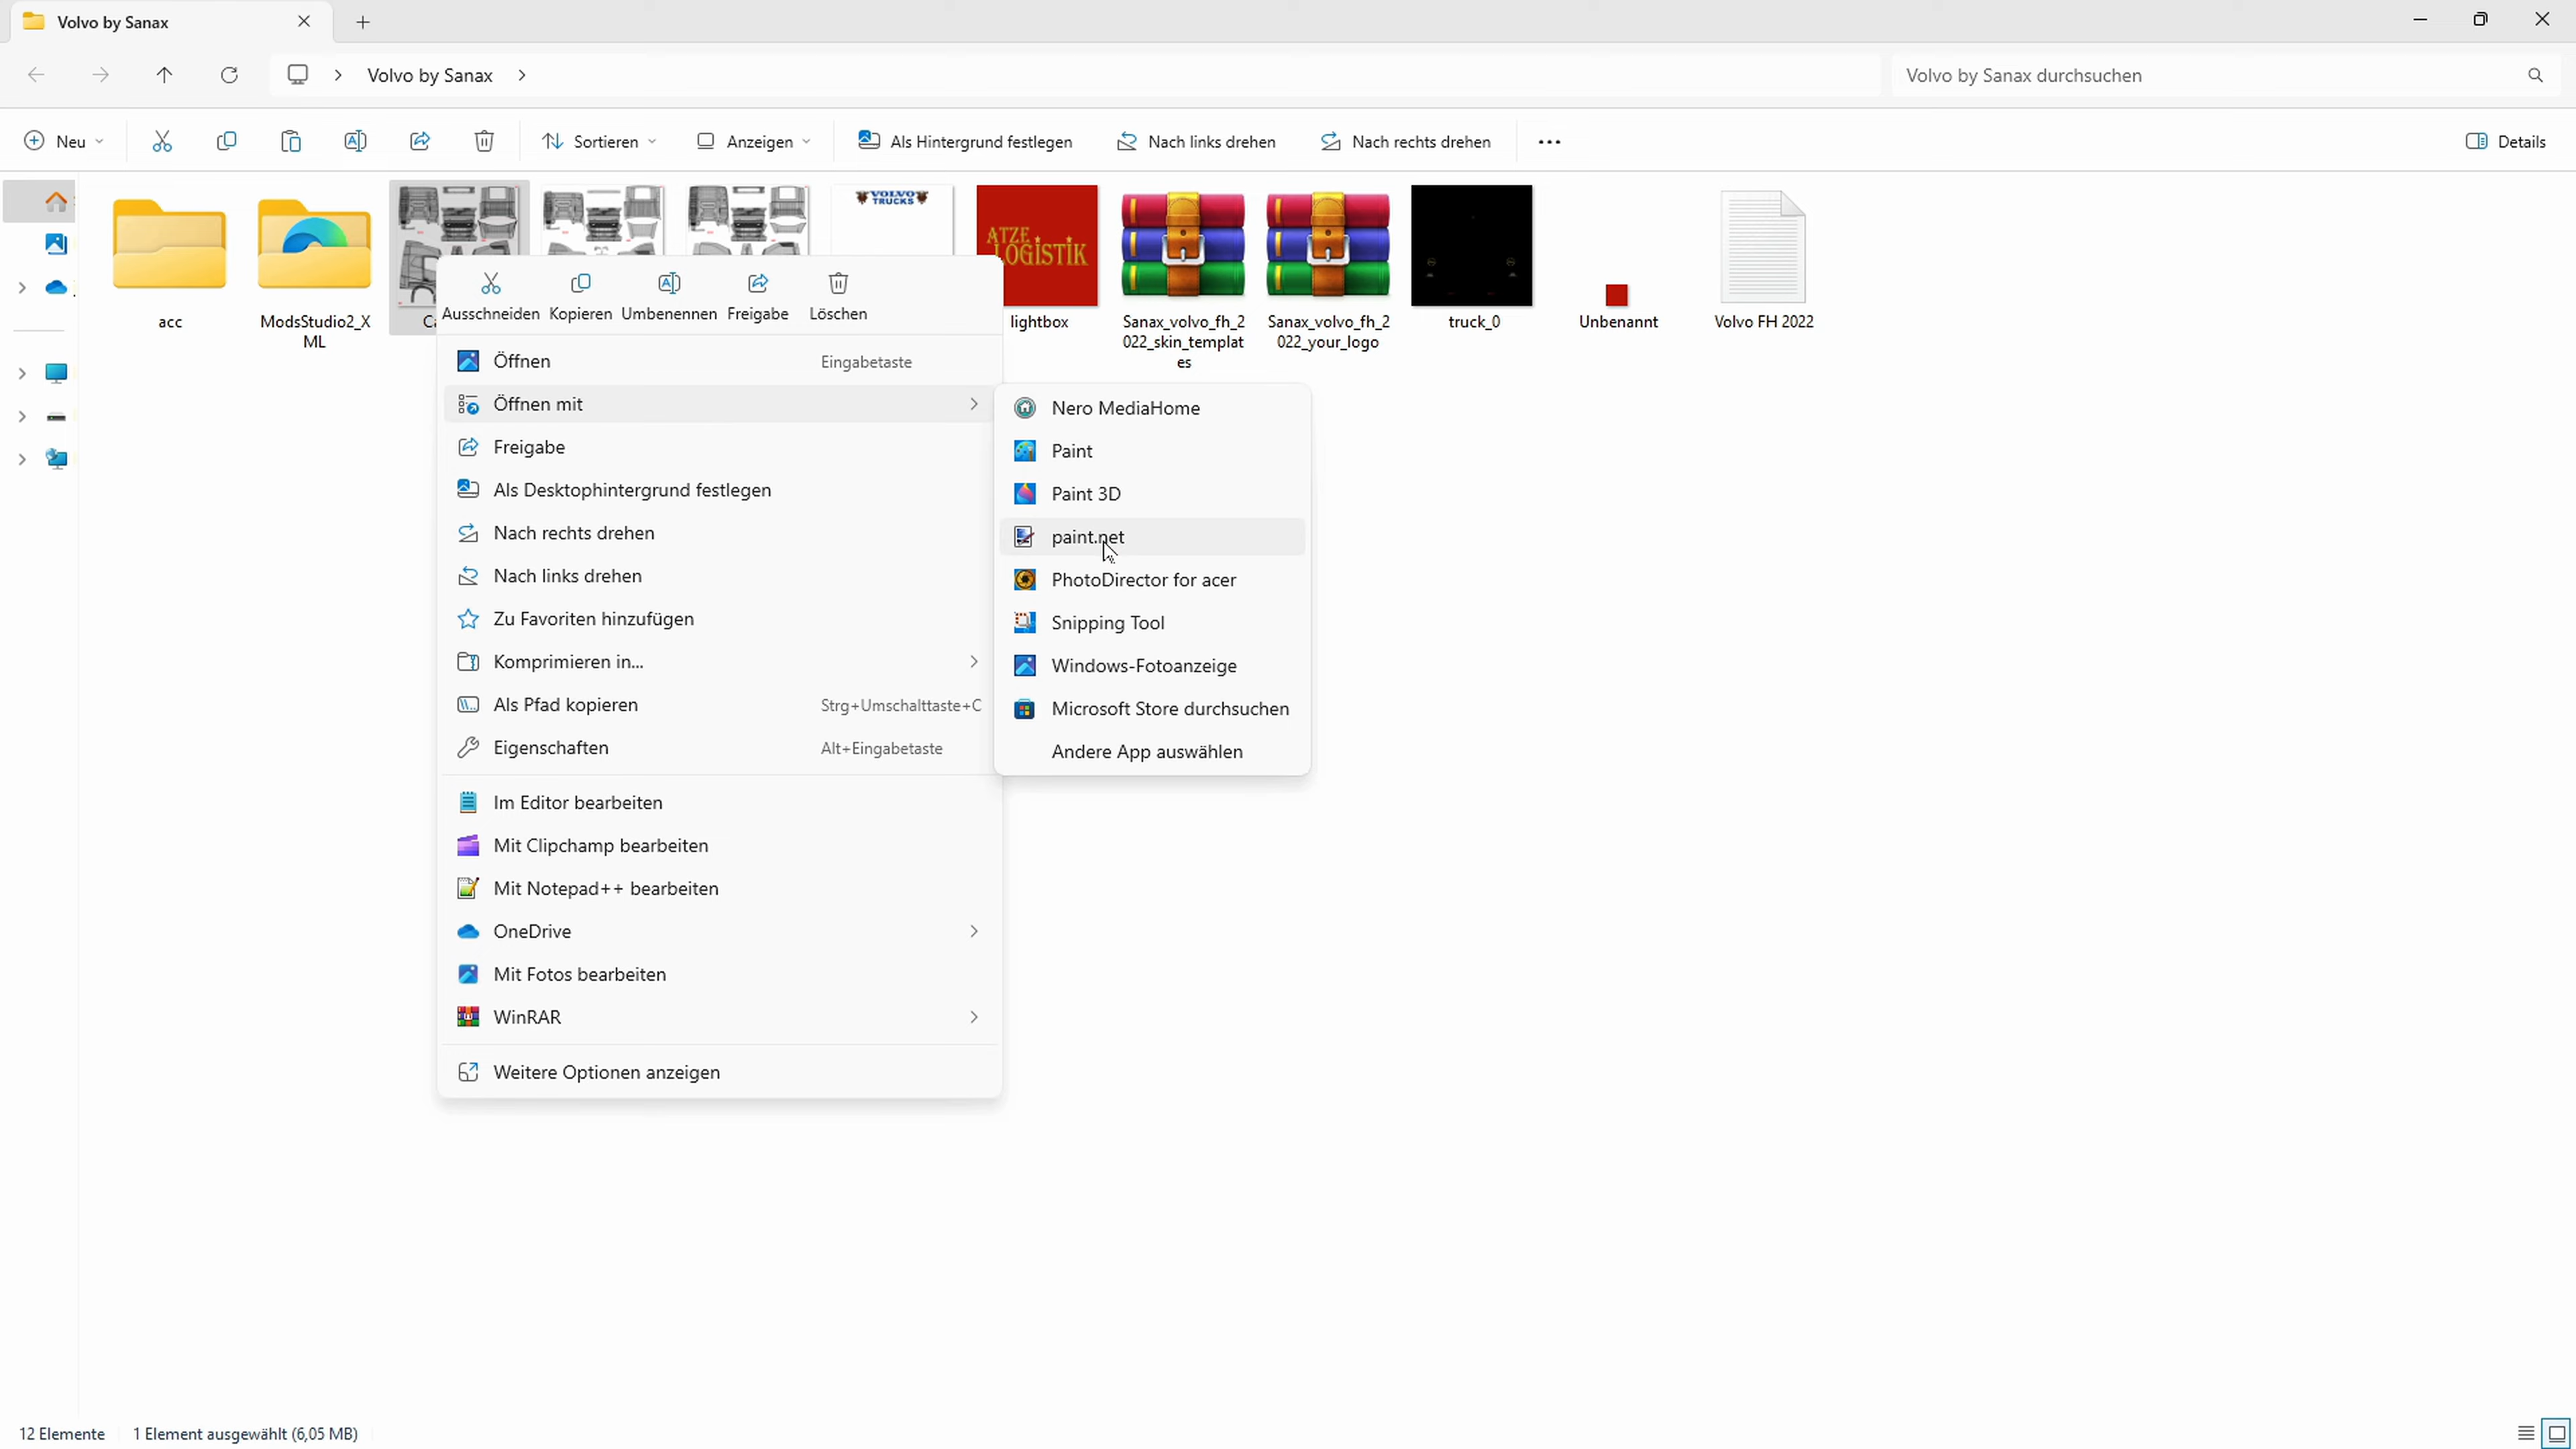 Volvo by Sanax
Volvo by Sanax
Volvo by Sanax durchsuchen
Neu
Sortieren
Anzeigen
Als Hintergrund festlegen
Nach links drehen
Nach rechts drehen
Details
VOLVO
TRUCKS
ATZE
LOGISTIK
acc
ModsStudio2_X
ML
lightbox
Sanax_volvo_fh_2
022_skin_templat
es
Sanax_volvo_fh_2
022_your_logo
truck_0
Unbenannt
Volvo FH 2022
Ausschneiden Kopieren Umbenennen Freigabe Löschen
Öffnen Eingabetaste
Öffnen mit
Freigabe
Als Desktophintergrund festlegen
Nach rechts drehen
Nach links drehen
Zu Favoriten hinzufügen
Komprimieren in...
Als Pfad kopieren Strg+Umschalttaste+C
Eigenschaften Alt+Eingabetaste
Im Editor bearbeiten
Mit Clipchamp bearbeiten
Mit Notepad++ bearbeiten
OneDrive
Mit Fotos bearbeiten
WinRAR
Weitere Optionen anzeigen
Nero MediaHome
Paint
Paint 3D
paint.net
PhotoDirector for acer
Snipping Tool
Windows-Fotoanzeige
Microsoft Store durchsuchen
Andere App auswählen
12 Elemente 1 Element ausgewählt (6,05 MB)